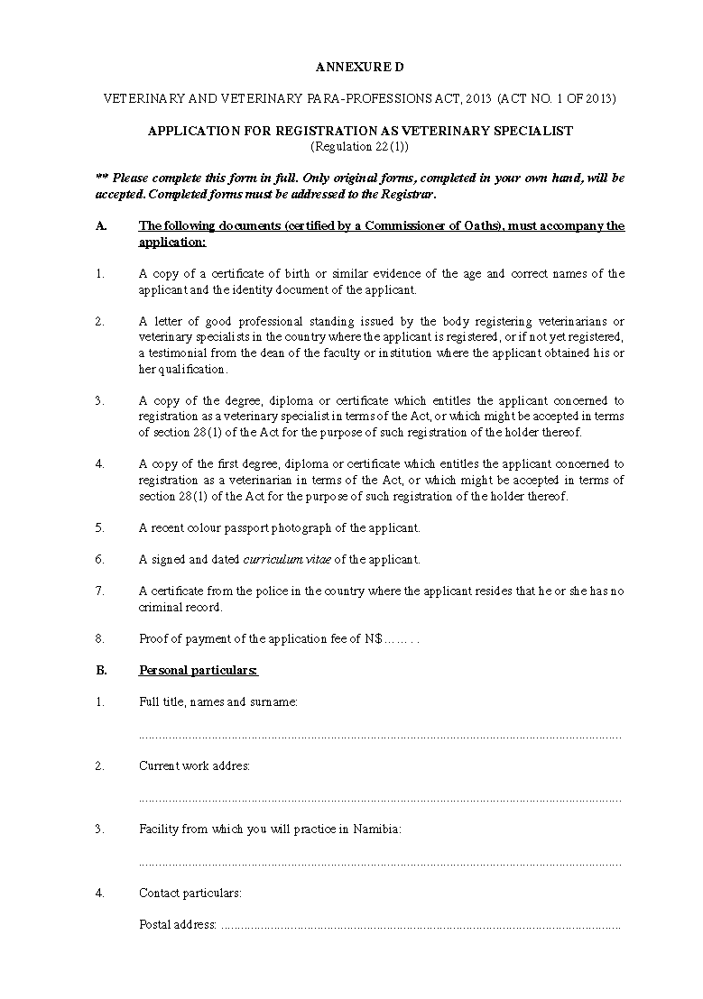 ANNEXURE D
VETERINARY AND VETERINARY PARA-PROFESSIONS ACT, 2013 (ACT NO. 1 OF 2013)
APPLICATION FOR REGISTRATION AS VETERINARY SPECIALIST
(Regulation 22(1))
** Please complete this form in full. Only original forms, completed in your own hand, will be
accepted. Completed forms must be addressed to the Registrar.
A. The following documents (certified by a Commissioner of Oaths), must accompany the
application:
1. A copy of a certificate of birth or similar evidence of the age and correct names of the
applicant and the identity document of the applicant.
2. A letter of good professional standing issued by the body registering veterinarians or
veterinary specialists in the country where the applicant is registered, or if not yet registered,
a testimonial from the dean of the faculty or institution where the applicant obtained his or
her qualification.
3. A copy of the degree, diploma or certificate which entitles the applicant concerned to
registration as a veterinary specialist in terms of the Act, or which might be accepted in terms
of section 28(1) of the Act for the purpose of such registration of the holder thereof.
4. A copy of the first degree, diploma or certificate which entitles the applicant concerned to
registration as a veterinarian in terms of the Act, or which might be accepted in terms of
section 28(1) of the Act for the purpose of such registration of the holder thereof.
5. A recent colour passport photograph of the applicant.
6. A signed and dated curriculum vitae of the applicant.
7. A certificate from the police in the country where the applicant resides that he or she has no
criminal record.
8. Proof of payment of the application fee of N$……. .
B. Personal particulars:
1. Full title, names and surname:
..........................................................................................................................................
2. Current work addres:
..........................................................................................................................................
3. Facility from which you will practice in Namibia:
..........................................................................................................................................
4. Contact particulars:
Postal address: ..................................................................................................................